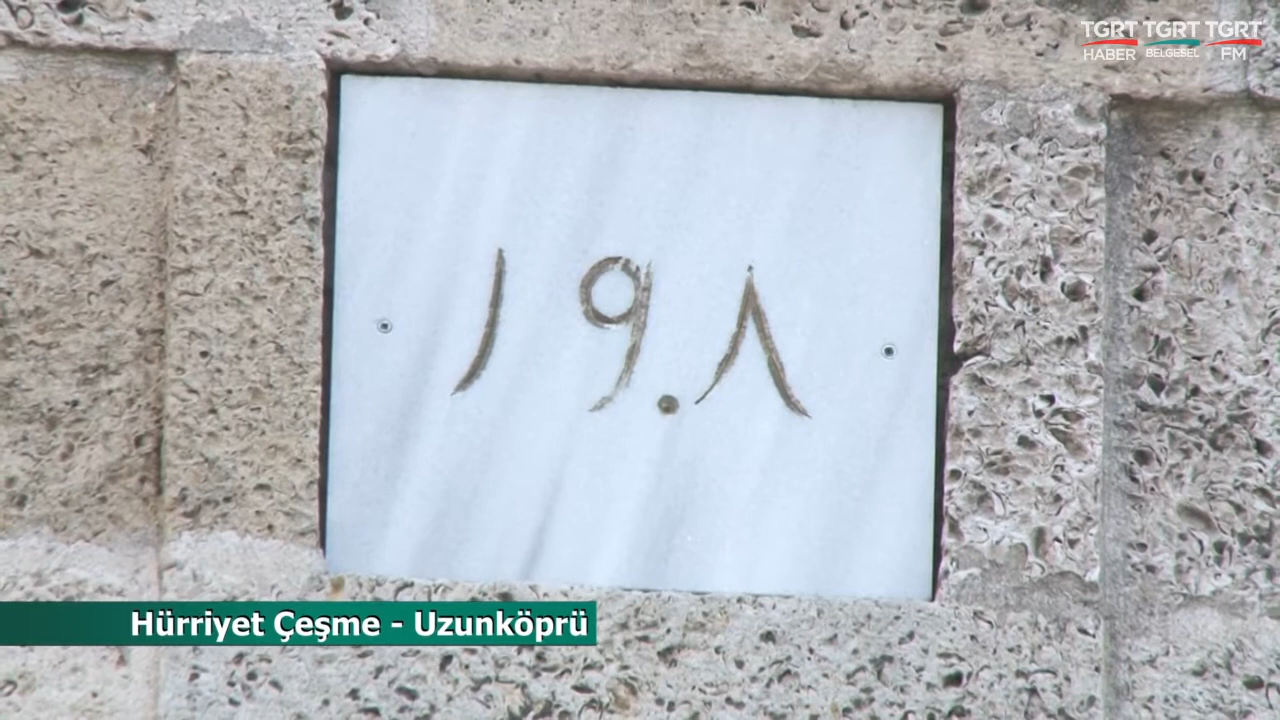 TGRT TGRT TGRT
HABER BELGESEL FM
١٩٠٨
Hürriyet Çeşme - Uzunköprü